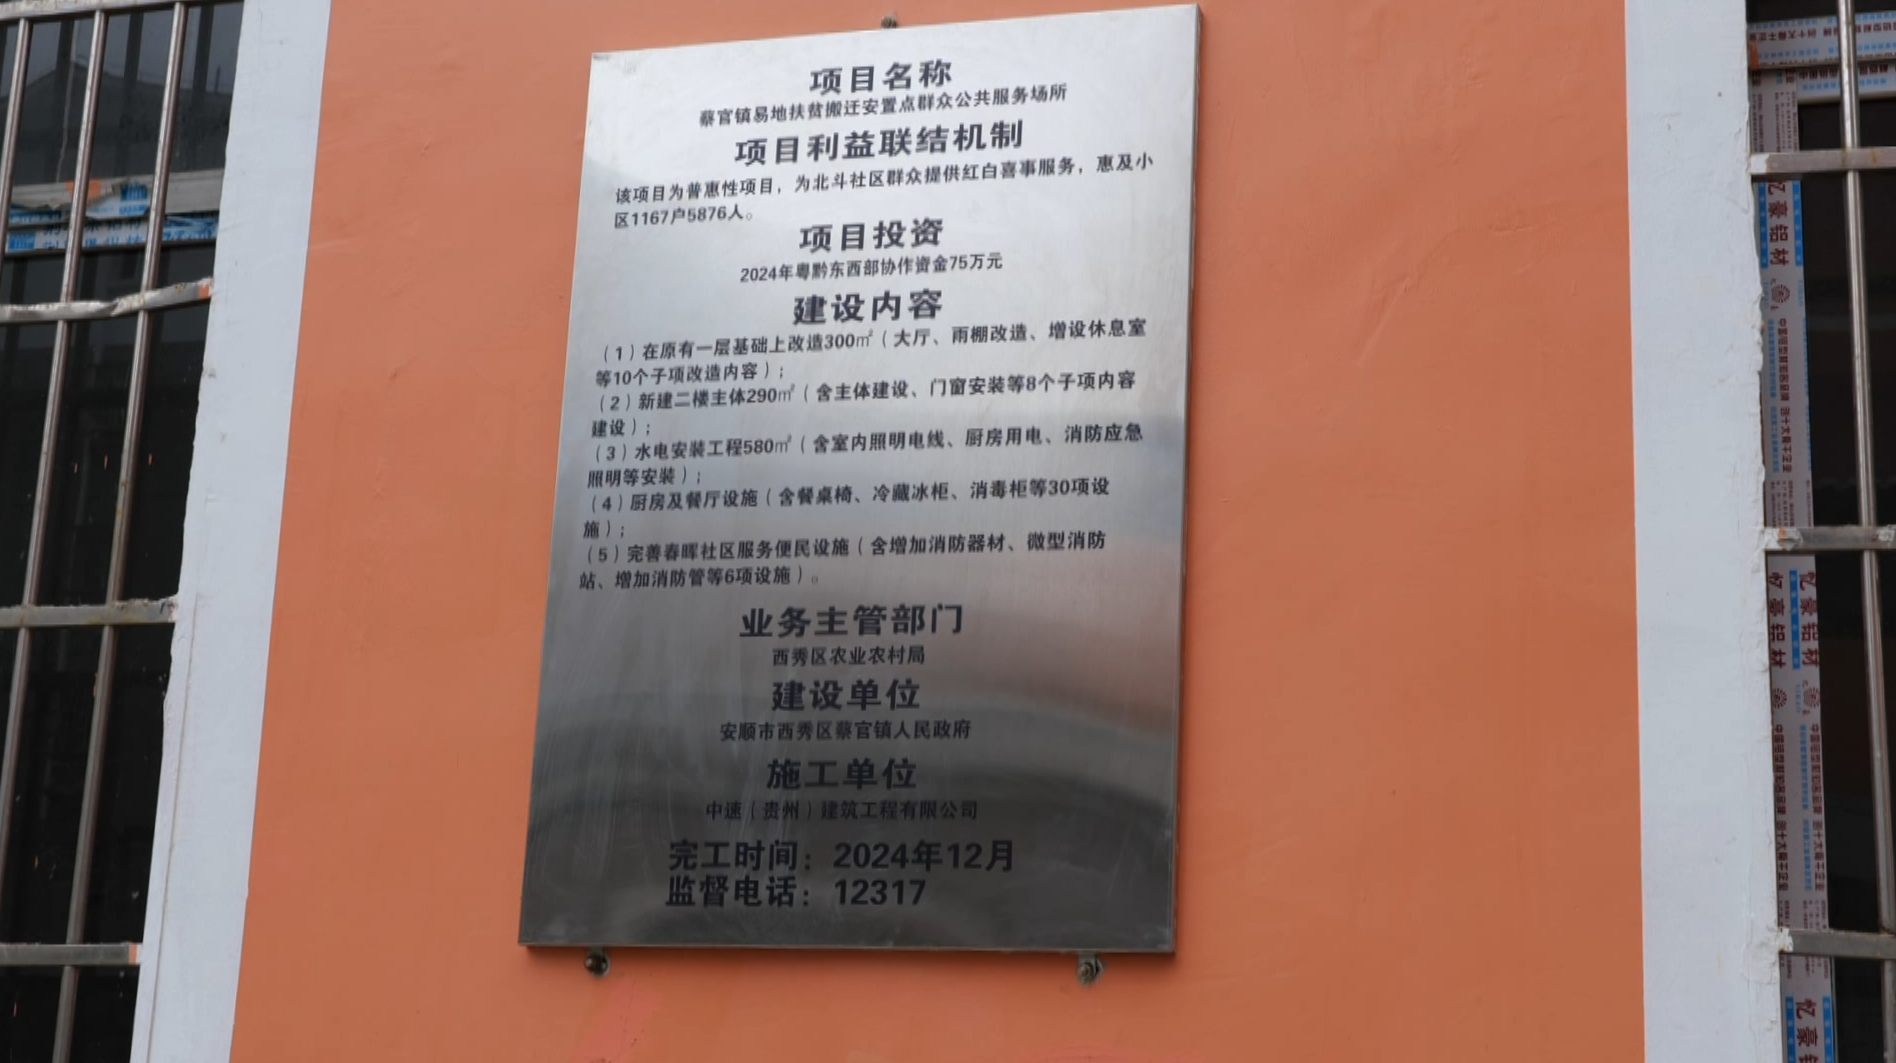 项目名称
蔡官镇易地扶贫搬迁安置点群众公共服务场所
项目利益联结机制
该项目为普惠性项目，为北斗社区群众提供红白喜事服务，惠及小
区1167户5876人。
项目投资
2024年粤黔东西部协作资金75万元
建设内容
（1）在原有一层基础上改造300㎡（大厅、雨棚改造、增设休息室
等10个子项改造内容）；
（2）新建二楼主体290㎡（含主体建设、门窗安装等8个子项内容
建设）；
（3）水电安装工程580㎡（含室内照明电线、厨房用电、消防应急
照明等安装）；
（4）厨房及餐厅设施（含餐桌椅、冷藏冰柜、消毒柜等30项设
施）；
（5）完善春晖社区服务便民设施（含增加消防器材、微型消防
站、增加消防管等6项设施）。
业务主管部门
西秀区农业农村局
建设单位
安顺市西秀区蔡官镇人民政府
施工单位
中速（贵州）建筑工程有限公司
完工时间：2024年12月
监督电话：12317
忆豪铝材
忆豪铝材
忆豪铝材
忆豪